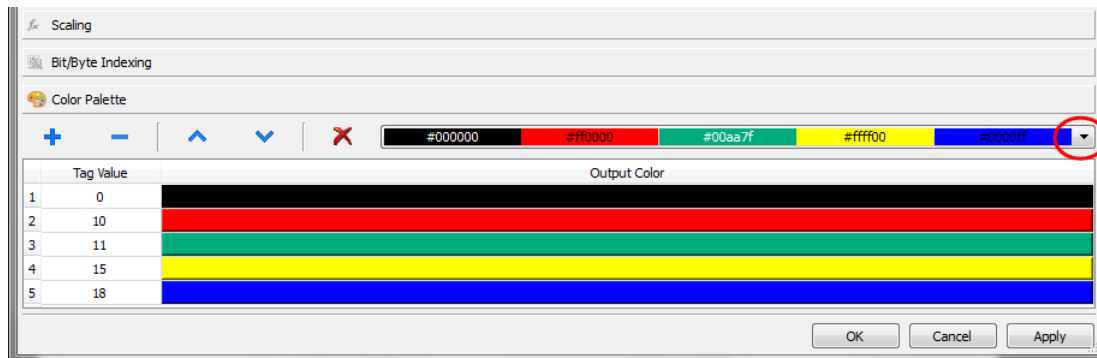 Scaling
Bit/Byte Indexing
Color Palette
#000000 #ff0000 #00aa7f #ffff00 #0000ff
Tag Value Output Color
1 0
2 10
3 11
4 15
5 18
OK Cancel Apply